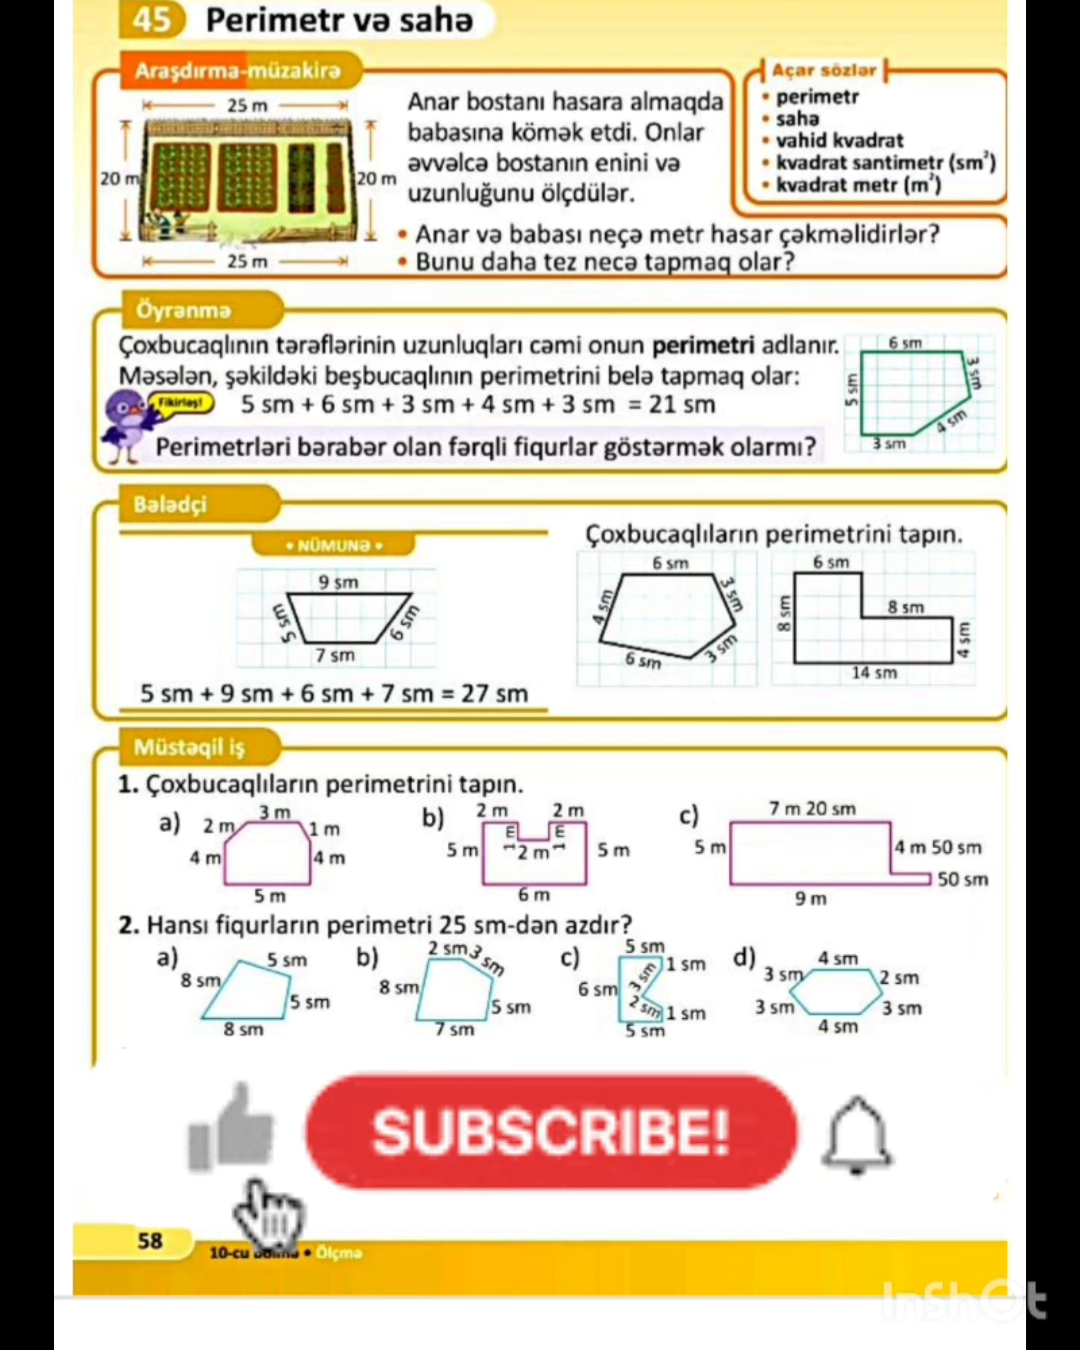 45 Perimetr və sahə
Araşdırma-müzakirə
25 m
20 m
20 m
25 m
Anar bostanı hasara almaqda
babasına kömək etdi. Onlar
əvvəlcə bostanın enini və
uzunluğunu ölçdülər.
• Anar və babası neçə metr hasar çəkməlidirlər?
• Bunu daha tez necə tapmaq olar?
Açar sözlər
• perimetr
• sahə
• vahid kvadrat
• kvadrat santimetr (sm²)
• kvadrat metr (m²)
Öyrənmə
Çoxbucaqlının tərəflərinin uzunluqları cəmi onun perimetri adlanır.
Məsələn, şəkildəki beşbucaqlının perimetrini belə tapmaq olar:
5 sm + 6 sm + 3 sm + 4 sm + 3 sm = 21 sm
Fikirləş!
Perimetrləri bərabər olan fərqli fiqurlar göstərmək olarmı?
6 sm
3 sm
5 sm
4 sm
3 sm
Bələdçi
• NÜMUNƏ •
9 sm
5 sm
6 sm
7 sm
5 sm + 9 sm + 6 sm + 7 sm = 27 sm
Çoxbucaqlıların perimetrini tapın.
6 sm
3 sm
4 sm
3 sm
6 sm
6 sm
8 sm
8 sm
4 sm
14 sm
Müstəqil iş
1. Çoxbucaqlıların perimetrini tapın.
a)
3 m
2 m
1 m
4 m
4 m
5 m
b)
2 m
2 m
1 m
1 m
2 m
5 m
5 m
6 m
c)
7 m 20 sm
5 m
4 m 50 sm
50 sm
9 m
2. Hansı fiqurların perimetri 25 sm-dən azdır?
a)
5 sm
8 sm
5 sm
8 sm
b)
2 sm
3 sm
8 sm
5 sm
7 sm
c)
5 sm
1 sm
3 sm
6 sm
2 sm
1 sm
5 sm
d)
4 sm
3 sm
2 sm
3 sm
3 sm
4 sm
SUBSCRIBE!
58
10-cu • Ölçmə
InShOt